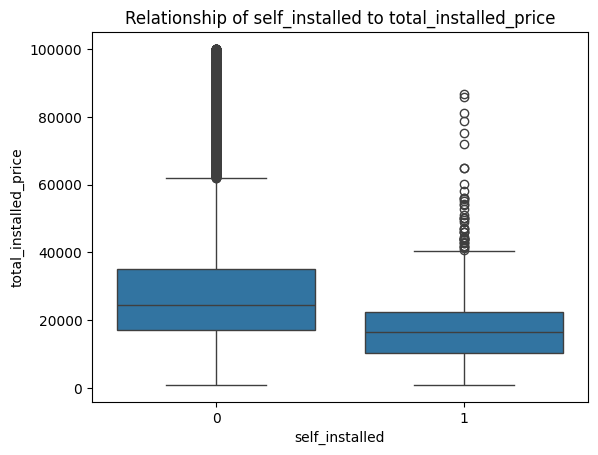 Relationship of self_installed to total_installed_price
100000
80000
60000
40000
20000
0
total_installed_price
0 1
self_installed